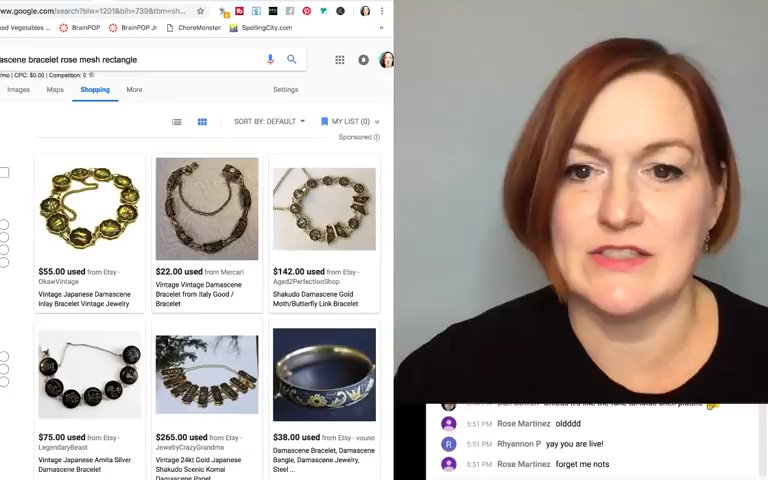 ww.google.com/search?biw=1201&bih=739&tbm=sh...
ed Vegetables ...
BrainPOP
BrainPOP Jr
ChoreMonster
SpellingCity.com
»
ascene bracelet rose mesh rectangle
/mo | CPC: $0.00 | Competition: 0
Images Maps Shopping More Settings
SORT BY: DEFAULT MY LIST (0)
Sponsored
$55.00 used from Etsy -
OkawVintage
Vintage Japanese Damascene
Inlay Bracelet Vintage Jewelry
$22.00 used from Mercari
Vintage Vintage Damascene
Bracelet from Italy Good /
Bracelet
$142.00 used from Etsy -
Aged2PerfectionShop
Shakudo Damascene Gold
Moth/Butterfly Link Bracelet
$75.00 used from Etsy -
LegendaryBeast
Vintage Japanese Amita Silver
Damascene Bracelet
$265.00 used from Etsy -
JewelryCrazyGrandma
Vintage 24kt Gold Japanese
Shakudo Scenic Komai
Damascene Panel
$38.00 used from Etsy - vouno
Damascene Bracelet, Damascene
Bangle, Damascene Jewelry,
Steel ...
5:51 PM Rose Martinez oldddd
R 5:51 PM Rhyannon P yay you are live!
5:51 PM Rose Martinez forget me nots